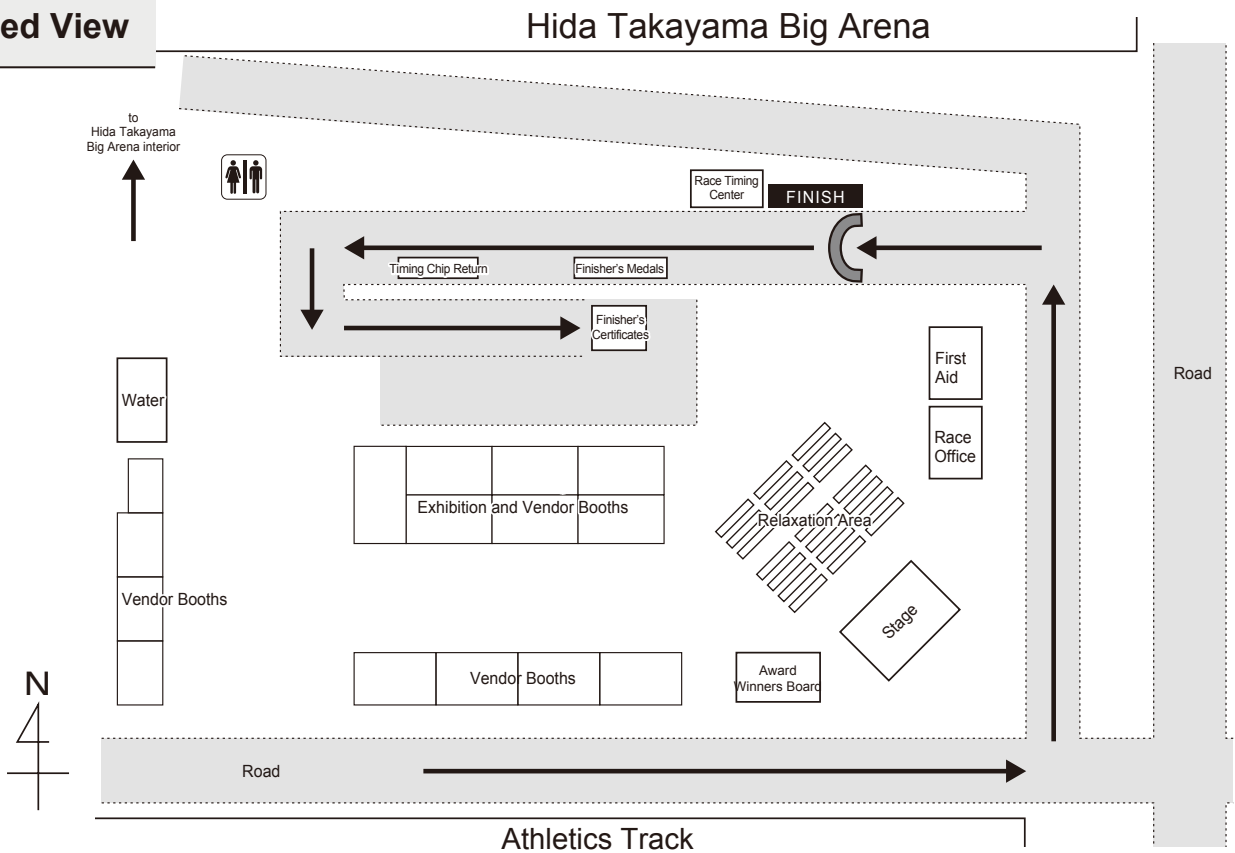 ed View
Hida Takayama Big Arena
to
Hida Takayama
Big Arena interior
Race Timing
Center
FINISH
Timing Chip Return
Finisher's Medals
Finisher's
Certificates
First
Aid
Road
Water
Race
Office
Exhibition and Vendor Booths
Relaxation Area
Vendor Booths
Stage
Vendor Booths
Award
Winners Board
N
Road
Athletics Track